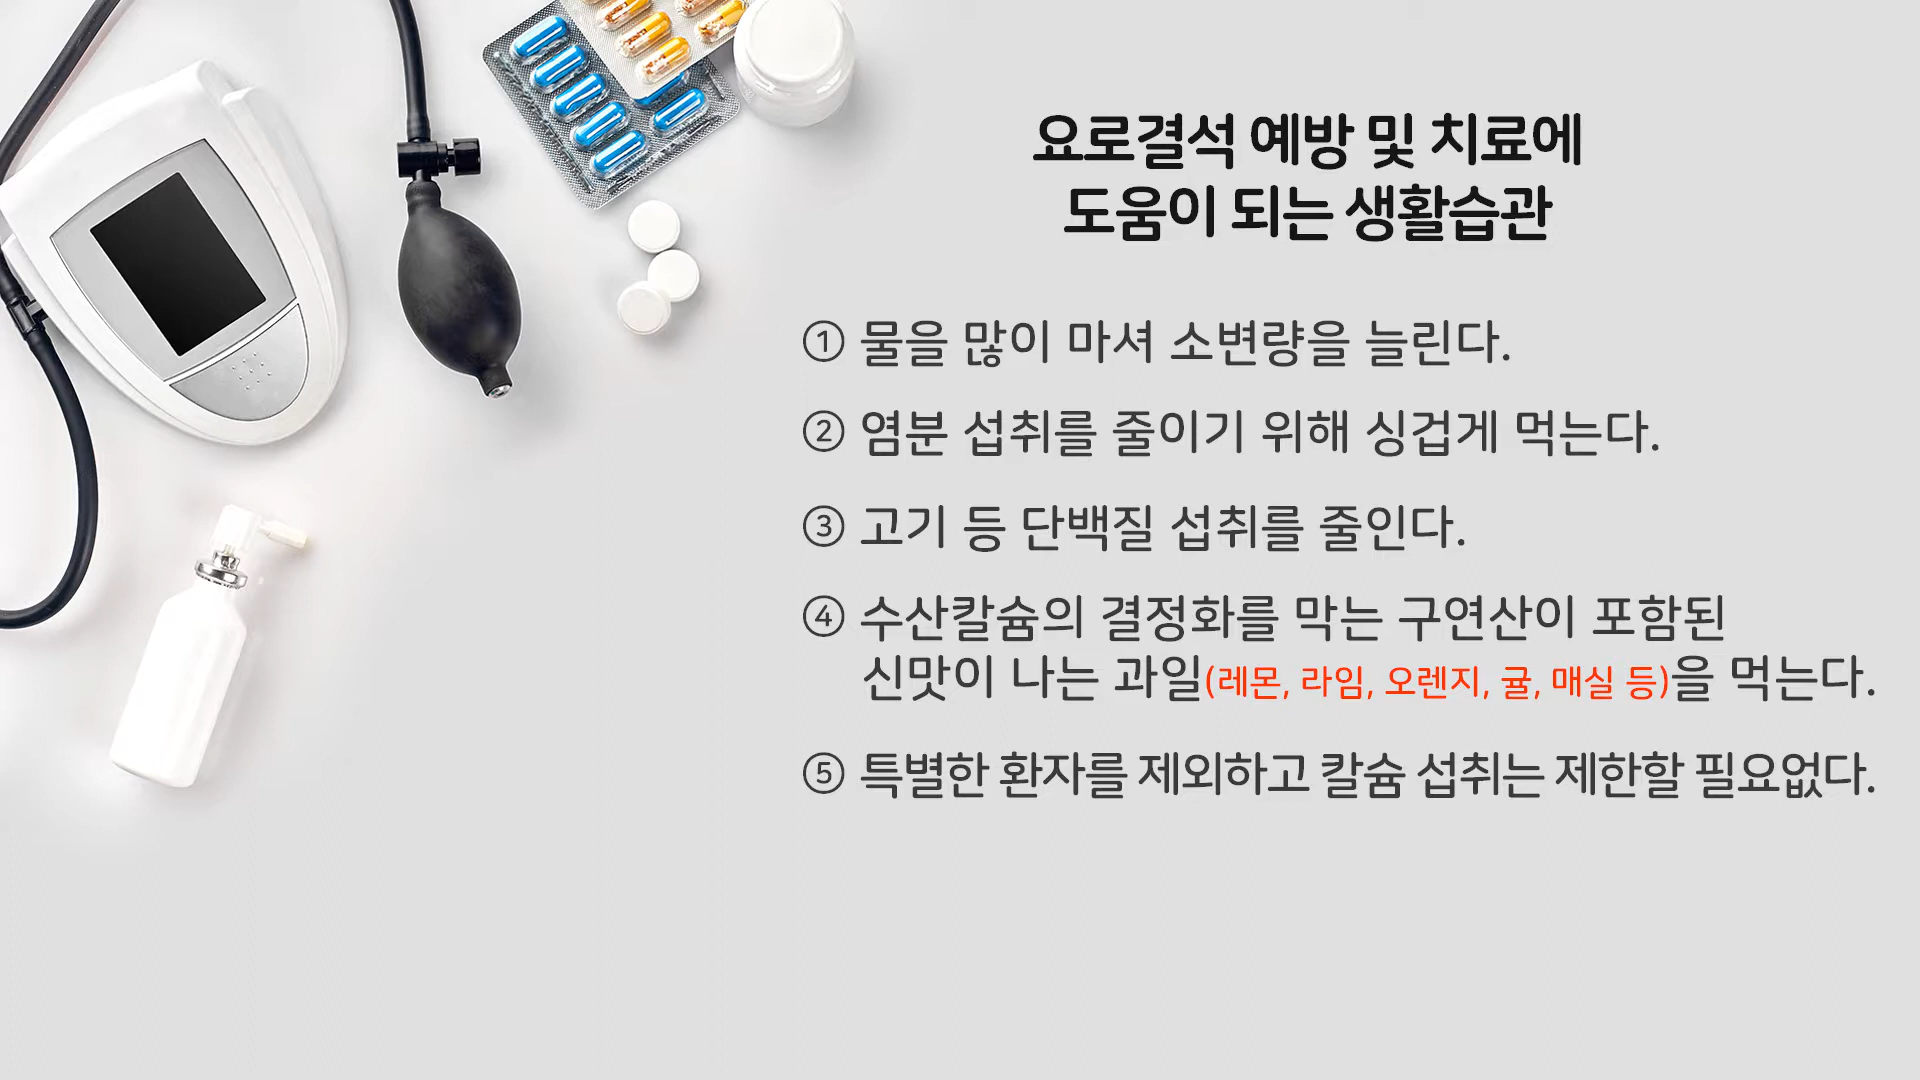 요로결석 예방 및 치료에
도움이 되는 생활습관
① 물을 많이 마셔 소변량을 늘린다.
② 염분 섭취를 줄이기 위해 싱겁게 먹는다.
③ 고기 등 단백질 섭취를 줄인다.
④ 수산칼슘의 결정화를 막는 구연산이 포함된
신맛이 나는 과일(레몬, 라임, 오렌지, 귤, 매실 등)을 먹는다.
⑤ 특별한 환자를 제외하고 칼슘 섭취는 제한할 필요없다.